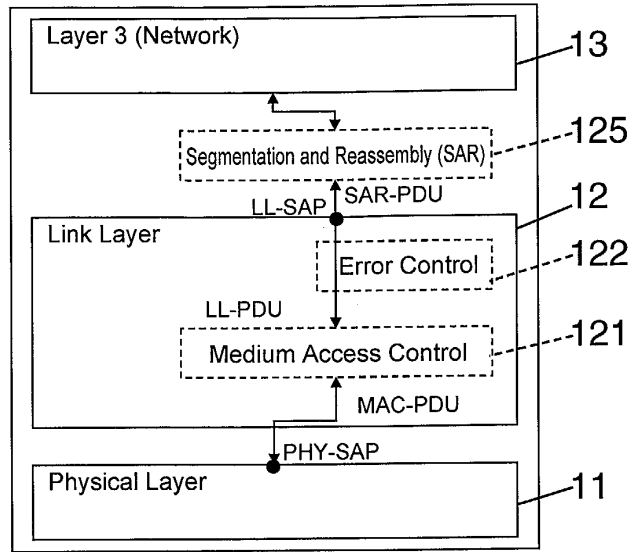 Layer 3 (Network)
13
Segmentation and Reassembly (SAR)
125
LL-SAP
SAR-PDU
12
Link Layer
Error Control
122
LL-PDU
Medium Access Control
121
MAC-PDU
PHY-SAP
Physical Layer
11